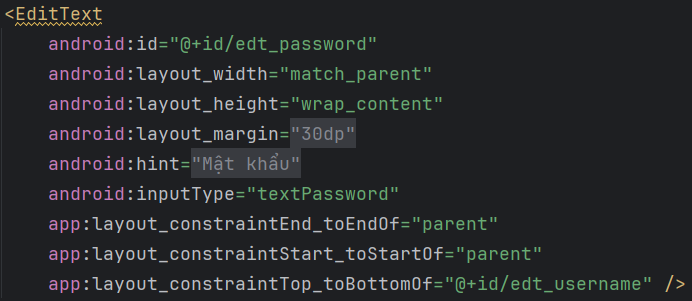 <EditText
android:id="@+id/edt_password"
android:layout_width="match_parent"
android:layout_height="wrap_content"
android:layout_margin="30dp"
android:hint="Mật khẩu"
android:inputType="textPassword"
app:layout_constraintEnd_toEndOf="parent"
app:layout_constraintStart_toStartOf="parent"
app:layout_constraintTop_toBottomOf="@+id/edt_username" />